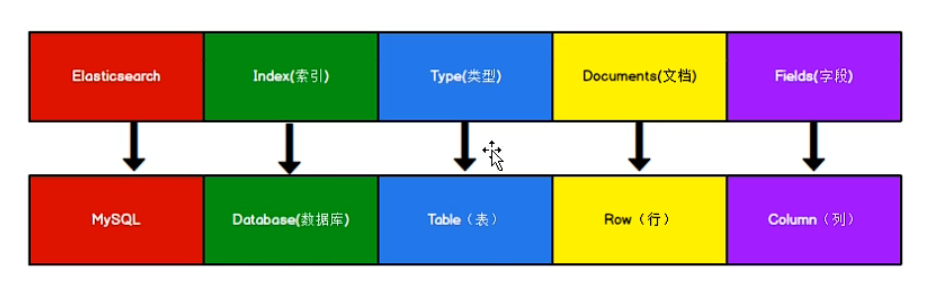 Elasticsearch
Index(索引)
Type(类型)
Documents(文档)
Fields(字段)
MySQL
Database(数据库)
Table（表）
Row（行）
Column（列）